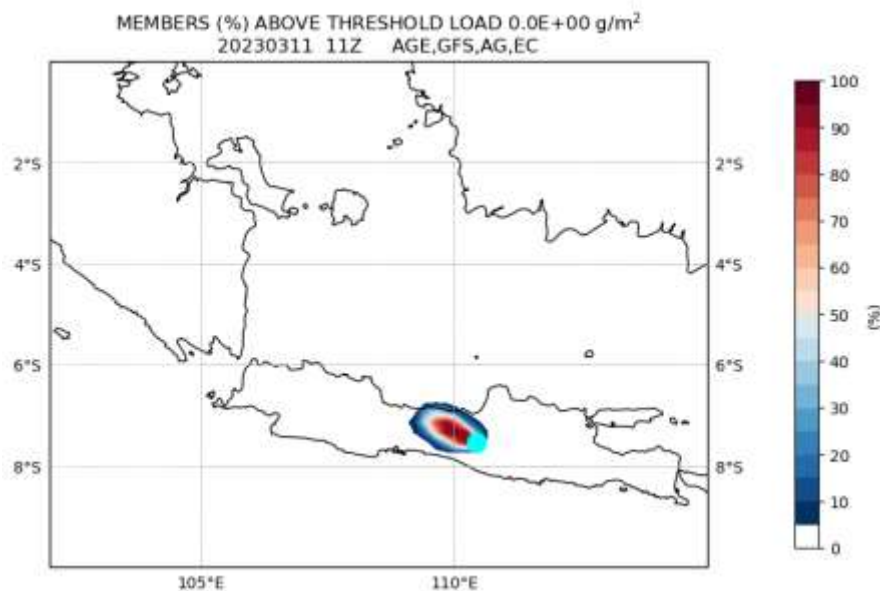 MEMBERS (%) ABOVE THRESHOLD LOAD 0.0E+00 g/m²
20230311 11Z AGE,GFS,AG,EC
100
90
2°S 2°S
80
70
4°S 4°S
60
50
(%)
40
6°S 6°S
30
20
8°S 8°S
10
0
105°E 110°E